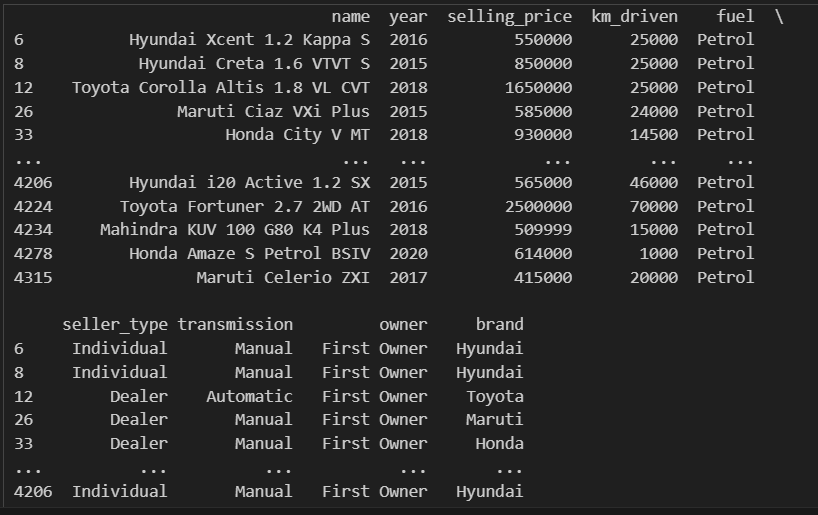 name year selling_price km_driven fuel \
6 Hyundai Xcent 1.2 Kappa S 2016 550000 25000 Petrol
8 Hyundai Creta 1.6 VTVT S 2015 850000 25000 Petrol
12 Toyota Corolla Altis 1.8 VL CVT 2018 1650000 25000 Petrol
26 Maruti Ciaz VXi Plus 2015 585000 24000 Petrol
33 Honda City V MT 2018 930000 14500 Petrol
... ... ... ... ... ...
4206 Hyundai i20 Active 1.2 SX 2015 565000 46000 Petrol
4224 Toyota Fortuner 2.7 2WD AT 2016 2500000 70000 Petrol
4234 Mahindra KUV 100 G80 K4 Plus 2018 509999 15000 Petrol
4278 Honda Amaze S Petrol BSIV 2020 614000 1000 Petrol
4315 Maruti Celerio ZXI 2017 415000 20000 Petrol
seller_type transmission owner brand
6 Individual Manual First Owner Hyundai
8 Individual Manual First Owner Hyundai
12 Dealer Automatic First Owner Toyota
26 Dealer Manual First Owner Maruti
33 Dealer Manual First Owner Honda
... ... ... ... ...
4206 Individual Manual First Owner Hyundai